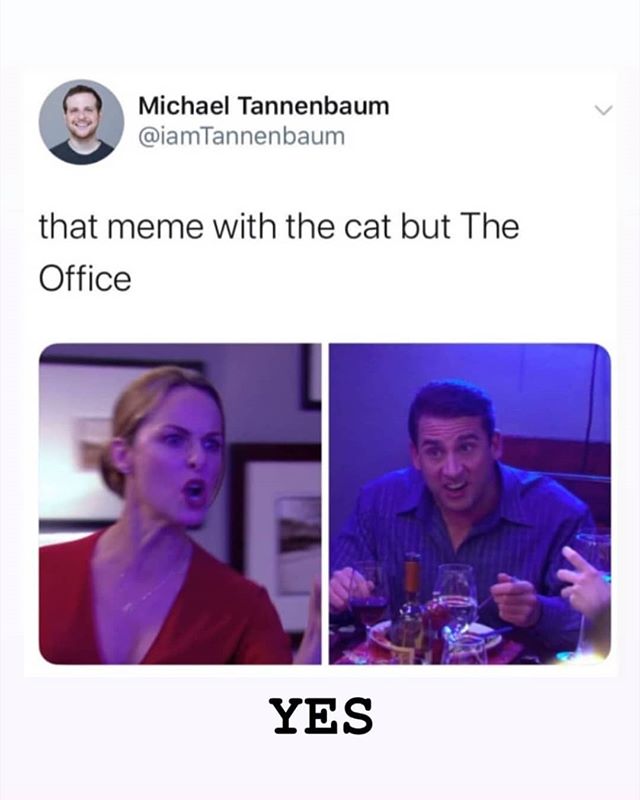 Michael Tannenbaum
@iamTannenbaum
that meme with the cat but The
Office
YES